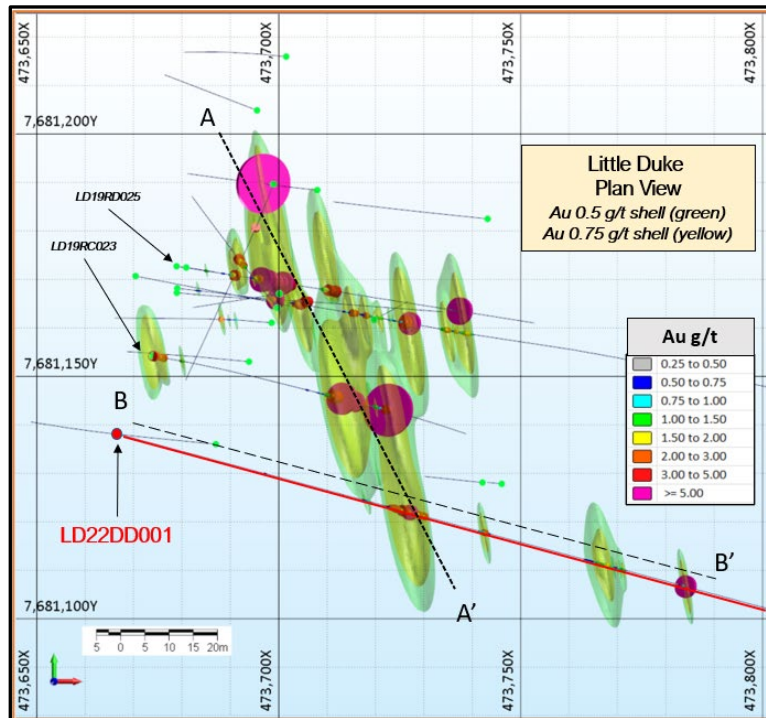 473,650X
473,700X
473,750X
473,800X
7,681,200Y
A
Little Duke
Plan View
Au 0.5 g/t shell (green)
Au 0.75 g/t shell (yellow)
LD19RD025
LD19RC023
Au g/t
0.25 to 0.50
0.50 to 0.75
0.75 to 1.00
1.00 to 1.50
1.50 to 2.00
2.00 to 3.00
3.00 to 5.00
>= 5.00
7,681,150Y
B
LD22DD001
B'
A'
7,681,100Y
5 0 5 10 15 20m
473,650X
473,700X
473,750X
473,800X